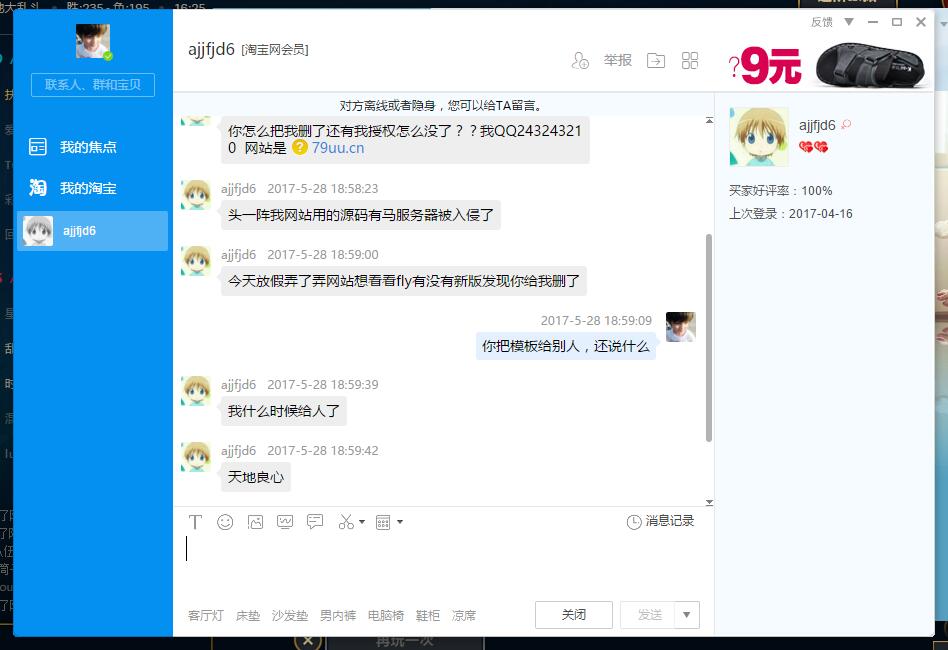 胜:235 - 负:195 16:25
反馈
联系人、群和宝贝
我的焦点
淘 我的淘宝
ajjfjd6
ajjfjd6 [淘宝网会员]
举报
?9元
对方离线或者隐身，您可以给TA留言。
你怎么把我删了还有我授权怎么没了？？我QQ24324321
0 网站是 ? 79uu.cn
ajjfjd6 2017-5-28 18:58:23
头一阵我网站用的源码有马服务器被入侵了
ajjfjd6 2017-5-28 18:59:00
今天放假弄了弄网站想看看fly有没有新版发现你给我删了
2017-5-28 18:59:09
你把模板给别人，还说什么
ajjfjd6 2017-5-28 18:59:39
我什么时候给人了
ajjfjd6 2017-5-28 18:59:42
天地良心
消息记录
客厅灯 床垫 沙发垫 男内裤 电脑椅 鞋柜 凉席
关闭 发送
ajjfjd6
买家好评率：100%
上次登录：2017-04-16
再玩一次